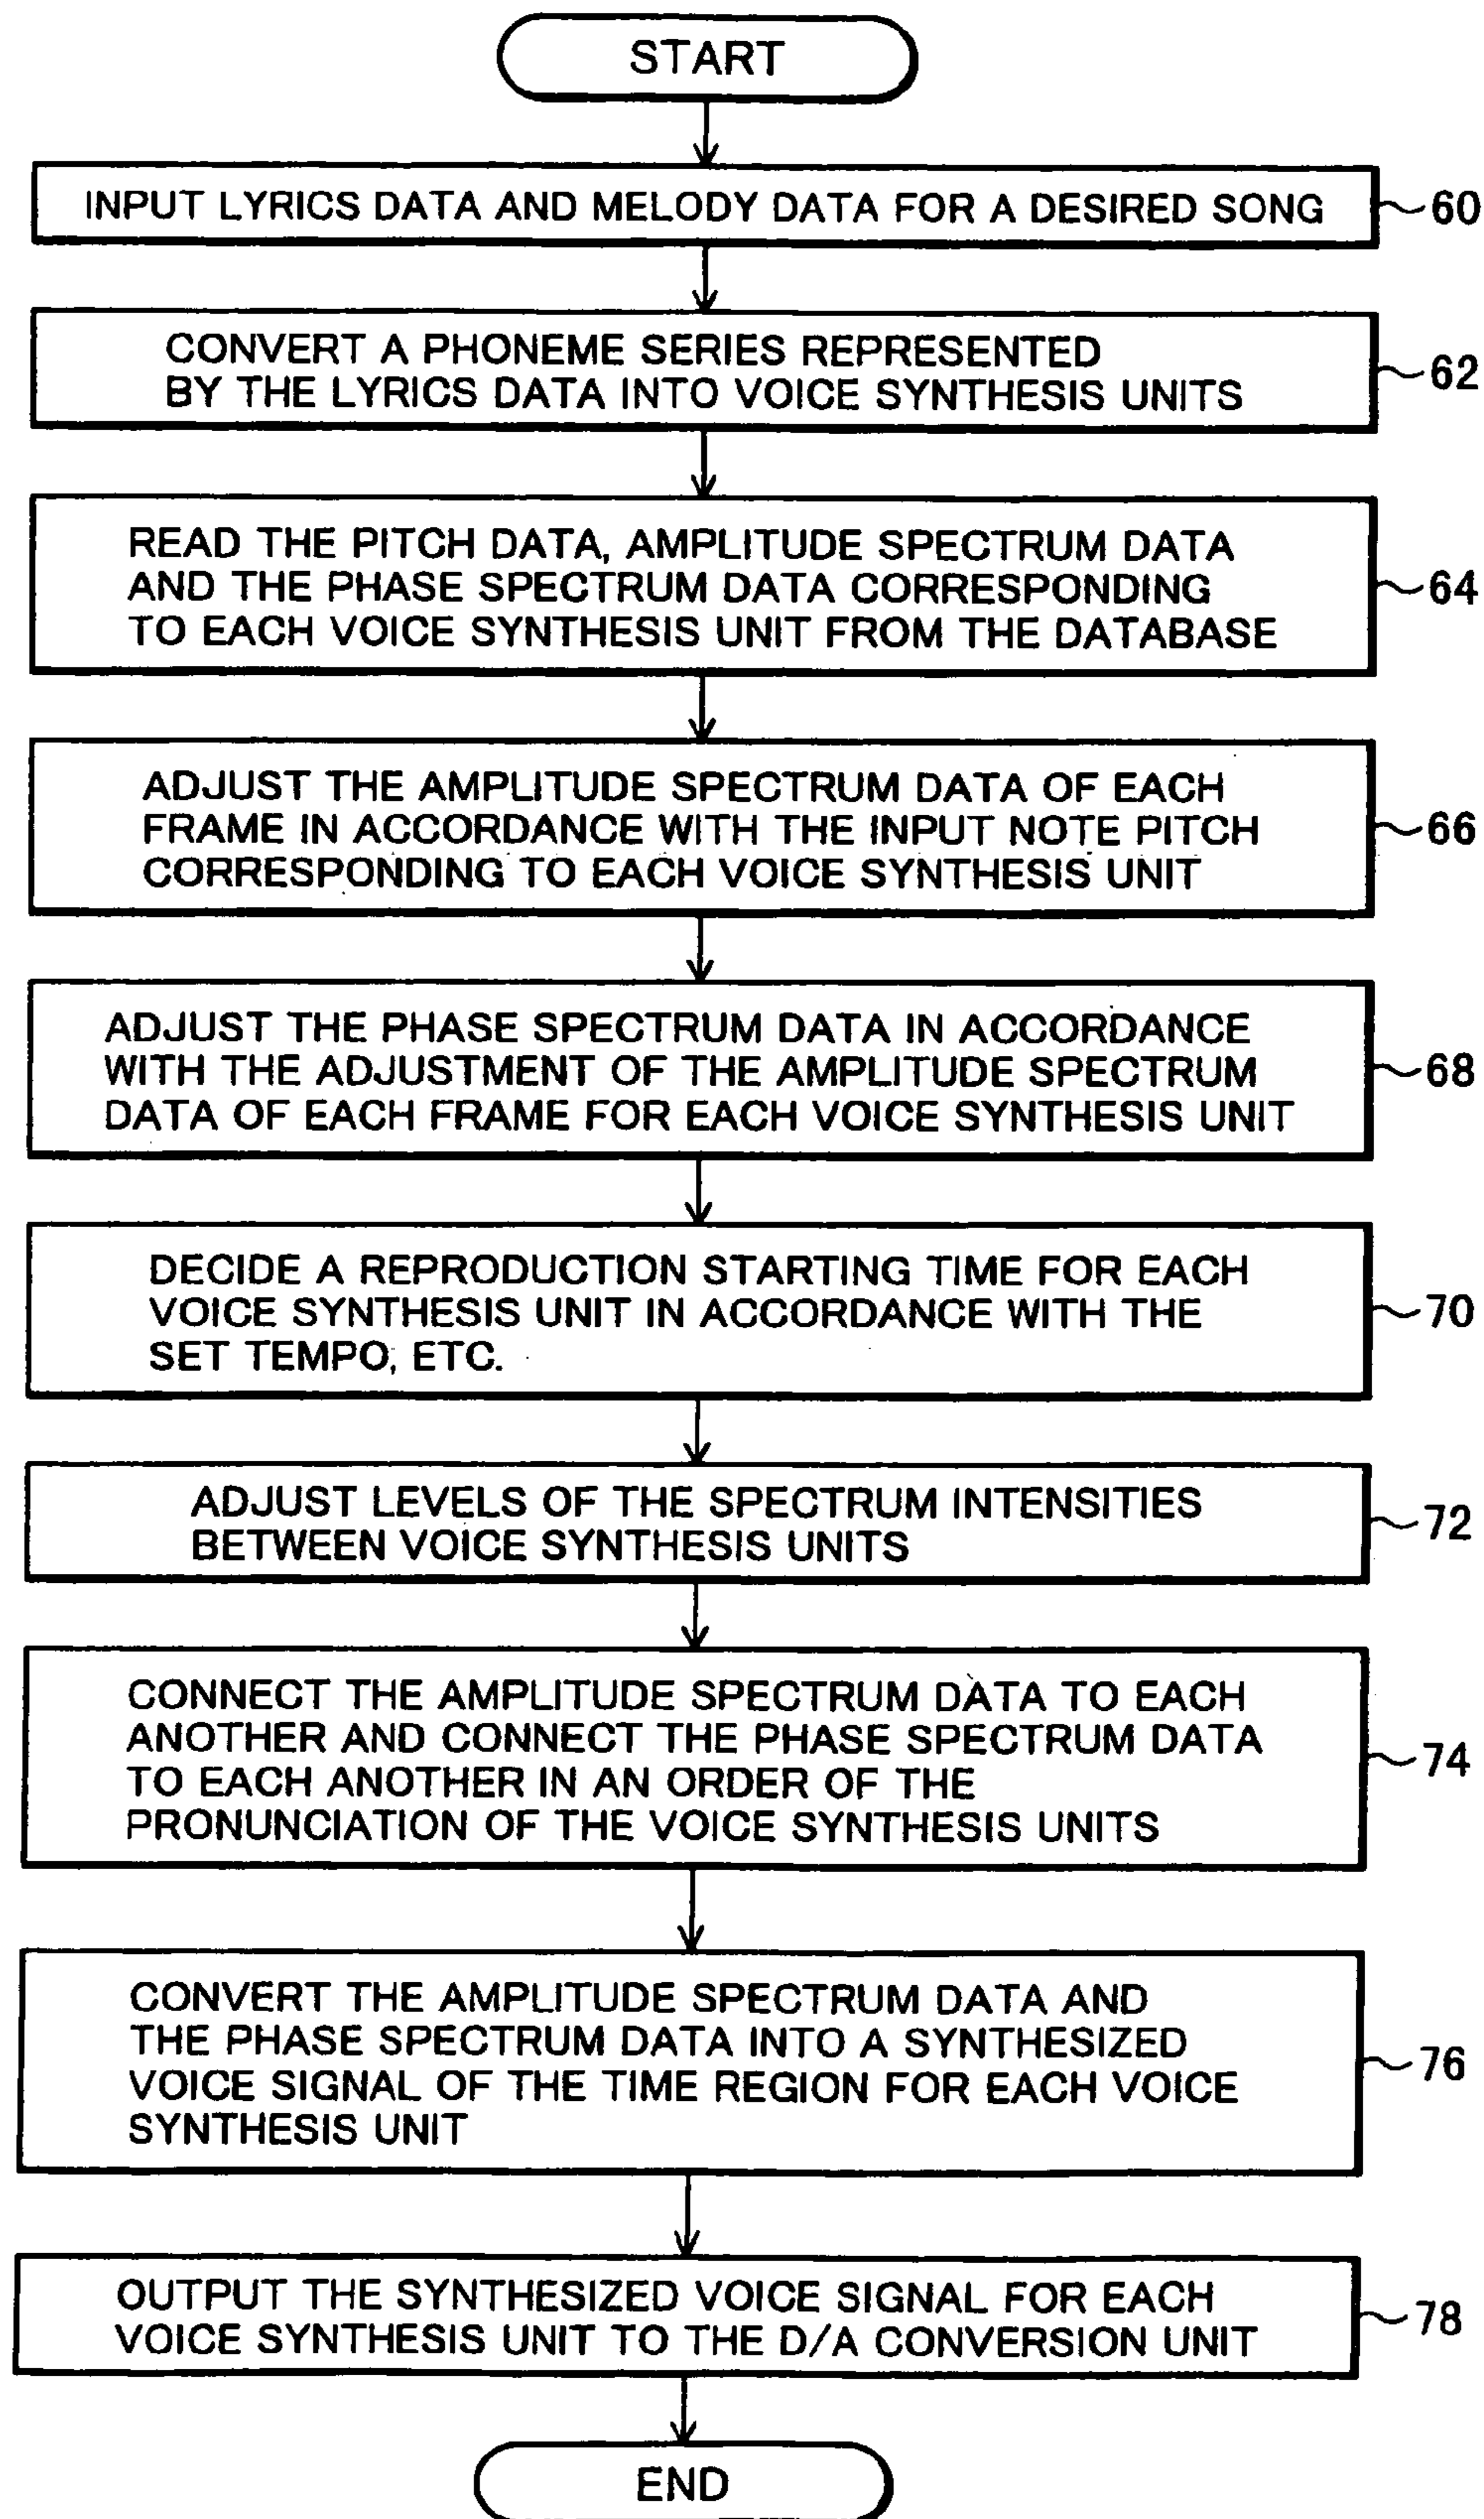 START
INPUT LYRICS DATA AND MELODY DATA FOR A DESIRED SONG
60
CONVERT A PHONEME SERIES REPRESENTED
BY THE LYRICS DATA INTO VOICE SYNTHESIS UNITS
62
READ THE PITCH DATA, AMPLITUDE SPECTRUM DATA
AND THE PHASE SPECTRUM DATA CORRESPONDING
TO EACH VOICE SYNTHESIS UNIT FROM THE DATABASE
64
ADJUST THE AMPLITUDE SPECTRUM DATA OF EACH
FRAME IN ACCORDANCE WITH THE INPUT NOTE PITCH
CORRESPONDING TO EACH VOICE SYNTHESIS UNIT
66
ADJUST THE PHASE SPECTRUM DATA IN ACCORDANCE
WITH THE ADJUSTMENT OF THE AMPLITUDE SPECTRUM
DATA OF EACH FRAME FOR EACH VOICE SYNTHESIS UNIT
68
DECIDE A REPRODUCTION STARTING TIME FOR EACH
VOICE SYNTHESIS UNIT IN ACCORDANCE WITH THE
SET TEMPO, ETC.
70
ADJUST LEVELS OF THE SPECTRUM INTENSITIES
BETWEEN VOICE SYNTHESIS UNITS
72
CONNECT THE AMPLITUDE SPECTRUM DATA TO EACH
ANOTHER AND CONNECT THE PHASE SPECTRUM DATA
TO EACH ANOTHER IN AN ORDER OF THE
PRONUNCIATION OF THE VOICE SYNTHESIS UNITS
74
CONVERT THE AMPLITUDE SPECTRUM DATA AND
THE PHASE SPECTRUM DATA INTO A SYNTHESIZED
VOICE SIGNAL OF THE TIME REGION FOR EACH VOICE
SYNTHESIS UNIT
76
OUTPUT THE SYNTHESIZED VOICE SIGNAL FOR EACH
VOICE SYNTHESIS UNIT TO THE D/A CONVERSION UNIT
78
END